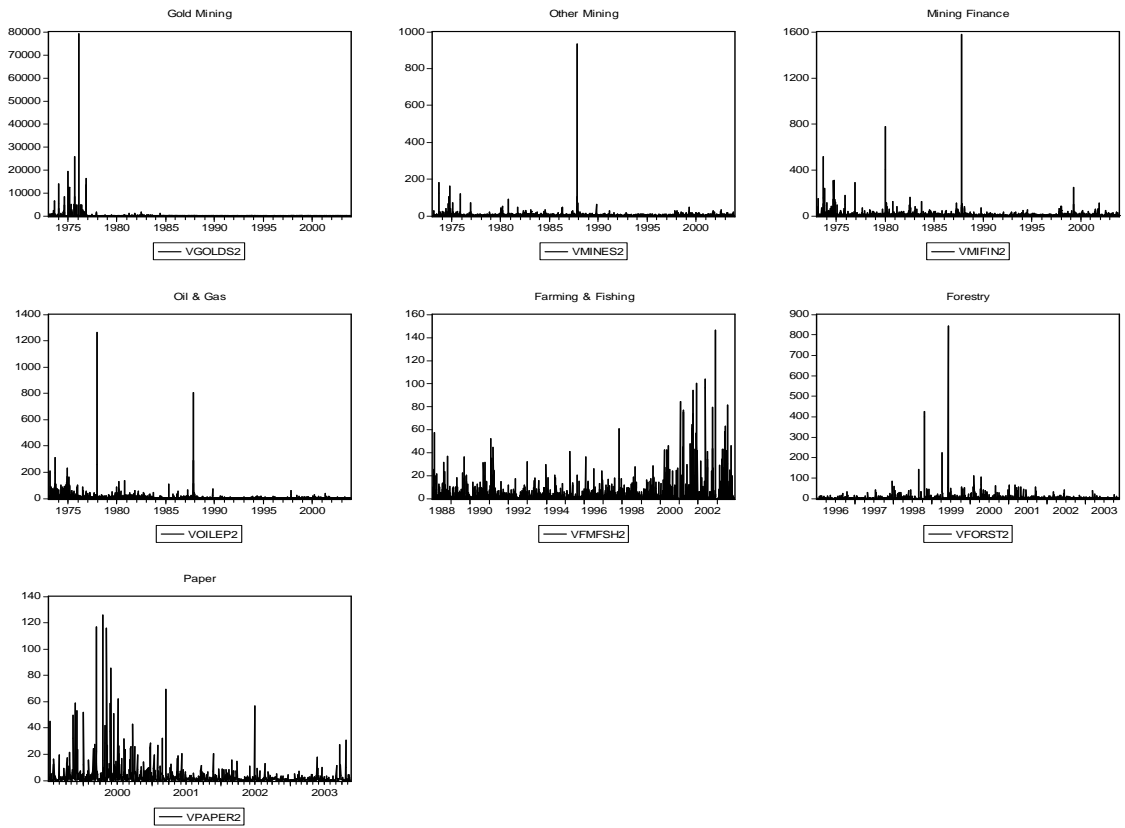 Gold Mining
80000
70000
60000
50000
40000
30000
20000
10000
0
1975 1980 1985 1990 1995 2000
VGOLDS2
Other Mining
1000
800
600
400
200
0
1975 1980 1985 1990 1995 2000
VMINES2
Mining Finance
1600
1200
800
400
0
1975 1980 1985 1990 1995 2000
VMIFIN2
Oil & Gas
1400
1200
1000
800
600
400
200
0
1975 1980 1985 1990 1995 2000
VOILEP2
Farming & Fishing
160
140
120
100
80
60
40
20
0
1988 1990 1992 1994 1996 1998 2000 2002
VFMFSH2
Forestry
900
800
700
600
500
400
300
200
100
0
1996 1997 1998 1999 2000 2001 2002 2003
VFORST2
Paper
140
120
100
80
60
40
20
0
2000 2001 2002 2003
VPAPER2